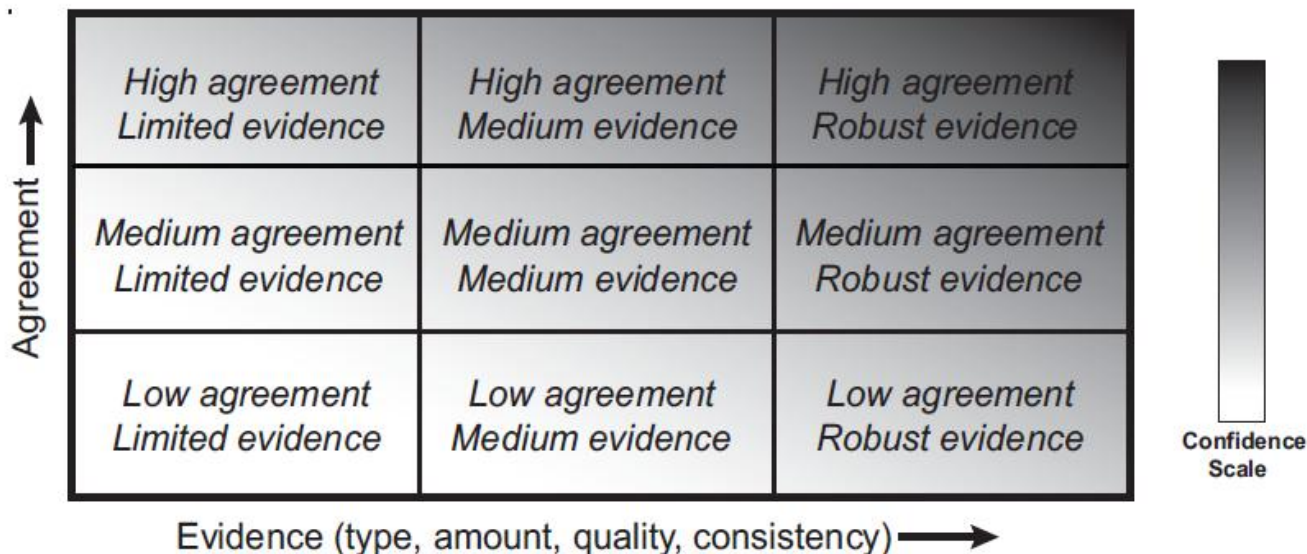 High agreement
Limited evidence
High agreement
Medium evidence
High agreement
Robust evidence
Agreement
Medium agreement
Limited evidence
Medium agreement
Medium evidence
Medium agreement
Robust evidence
Low agreement
Limited evidence
Low agreement
Medium evidence
Low agreement
Robust evidence
Confidence
Scale
Evidence (type, amount, quality, consistency)